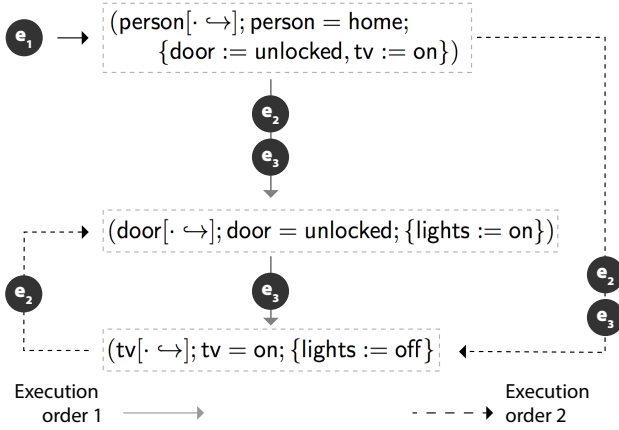 e₁
(person[· ↪]; person = home;
{door := unlocked, tv := on})
e₂
e₃
(door[· ↪]; door = unlocked; {lights := on})
e₂
e₃
e₂
e₃
(tv[· ↪]; tv = on; {lights := off}
Execution
order 1
Execution
order 2